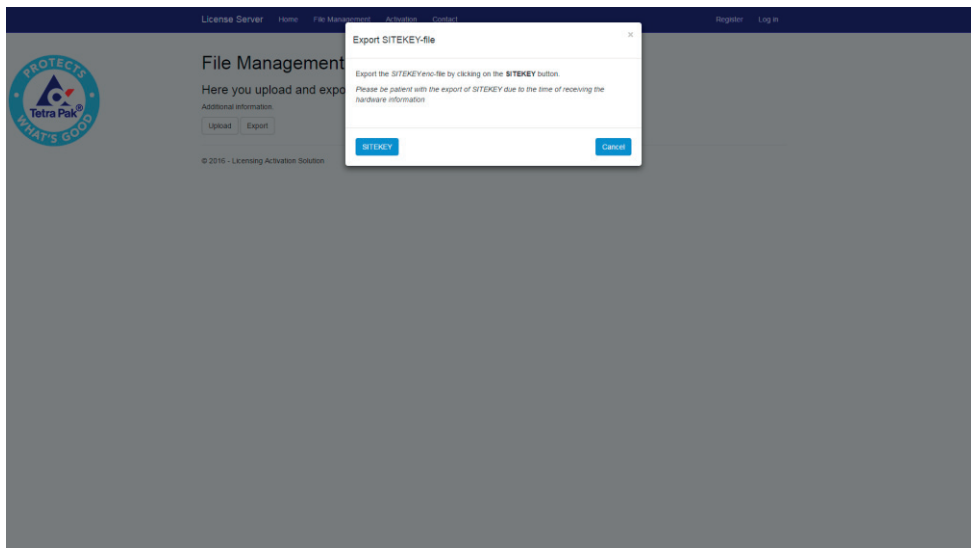 License Server Home File Management Activation Contact Register Log in
Export SITEKEY-file ×
PROTECTS
Tetra Pak®
WHAT'S GOOD
File Management
Here you upload and expo
Additional information.
Upload Export
© 2016 - Licensing Activation Solution
Export the SITEKEY.enc-file by clicking on the SITEKEY button.
Please be patient with the export of SITEKEY due to the time of receiving the
hardware information
SITEKEY Cancel